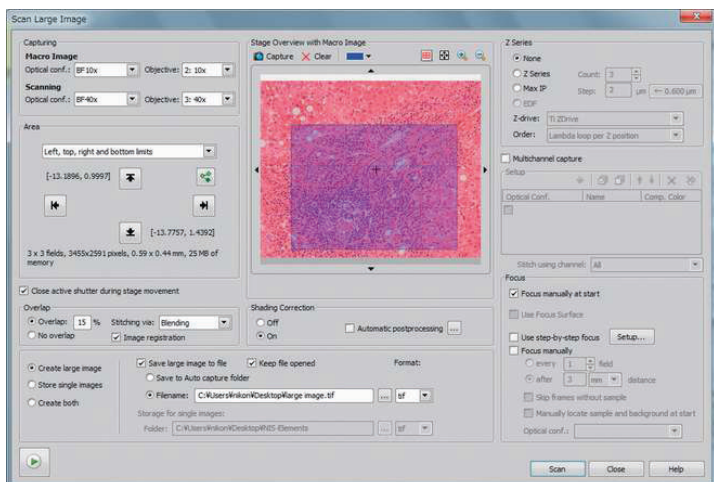 Scan Large Image
Capturing
Macro Image
Optical conf.: BF10x Objective: 2: 10x
Scanning
Optical conf.: BF40x Objective: 3: 40x
Area
Left, top, right and bottom limits
[-13.1896, 0.9997]
[-13.7757, 1.4392]
3 x 3 fields, 3455x2591 pixels, 0.59 x 0.44 mm, 25 MB of
memory
Close active shutter during stage movement
Overlap
Overlap: 15 % Stitching via: Blending
No overlap Image registration
Stage Overview with Macro Image
Capture Clear
Shading Correction
Off
On
Automatic postprocessing ...
Create large image
Store single images
Create both
Save large image to file Keep file opened Format:
Save to Auto capture folder
Filename: C:¥Users¥nikon¥Desktop¥large image.tif ... tif
Storage for single images:
Folder: C:¥Users¥nikon¥Desktop¥NIS-Elements ... tif
Z Series
None
Z Series Count: 3
Max IP Step: 2 µm <- 0.600 µm
EDF
Z-drive: Ti ZDrive
Order: Lambda loop per Z position
Multichannel capture
Setup
Optical Conf. Name Comp. Color
Stitch using channel: All
Focus
Focus manually at start
Use Focus Surface
Use step-by-step focus Setup...
Focus manually
every 1 field
after 3 mm distance
Skip frames without sample
Manually locate sample and background at start
Optical conf.:
Scan Close Help